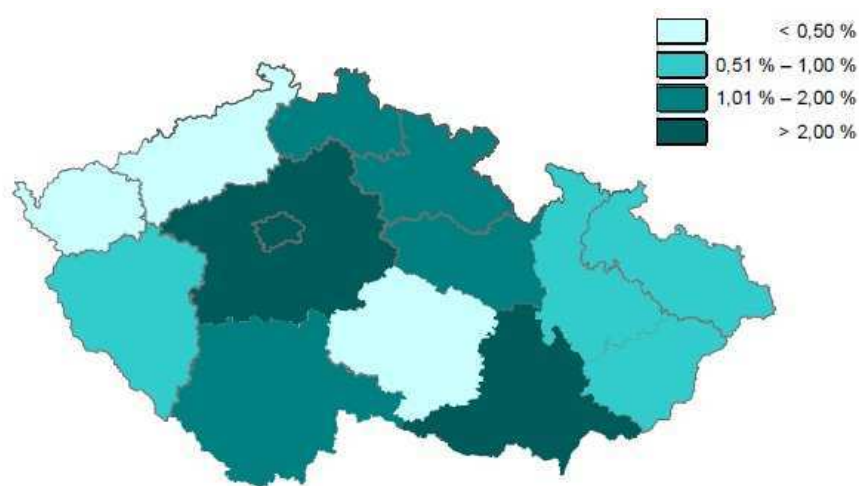 < 0,50 %
0,51 % – 1,00 %
1,01 % – 2,00 %
> 2,00 %